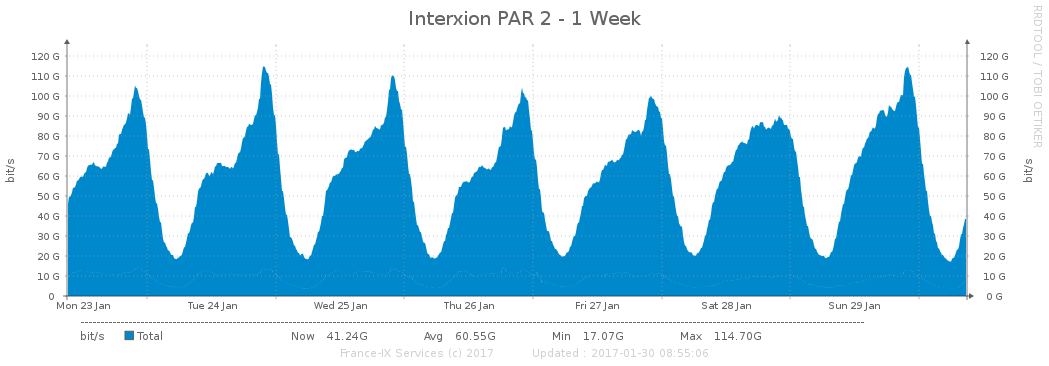 Interxion PAR 2 - 1 Week
RRDTOOL / TOBI OETIKER
bit/s
120 G 120 G
110 G 110 G
100 G 100 G
90 G 90 G
80 G 80 G
70 G 70 G
60 G 60 G
50 G 50 G
40 G 40 G
30 G 30 G
20 G 20 G
10 G 10 G
0 0 G
bit/s
Mon 23 Jan Tue 24 Jan Wed 25 Jan Thu 26 Jan Fri 27 Jan Sat 28 Jan Sun 29 Jan
bit/s Total Now 41.24G Avg 60.55G Min 17.07G Max 114.70G
France-IX Services (c) 2017 Updated : 2017-01-30 08:55:06